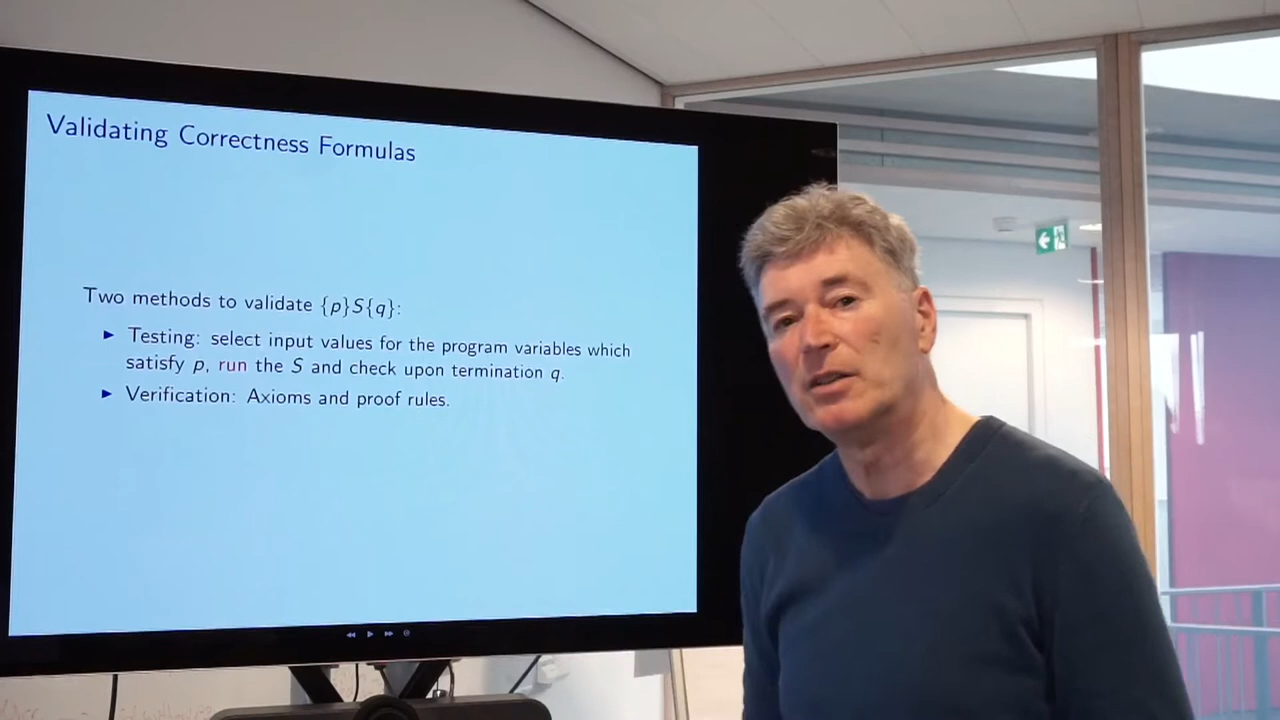 Validating Correctness Formulas
Two methods to validate {p}S{q}:
► Testing: select input values for the program variables which
satisfy p, run the S and check upon termination q.
► Verification: Axioms and proof rules.